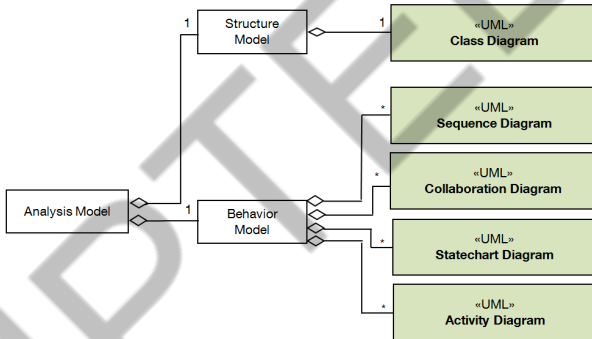 1
Structure
Model
1
«UML»
Class Diagram
«UML»
Sequence Diagram
*
«UML»
Collaboration Diagram
*
Analysis Model
1
Behavior
Model
«UML»
Statechart Diagram
*
«UML»
Activity Diagram
*